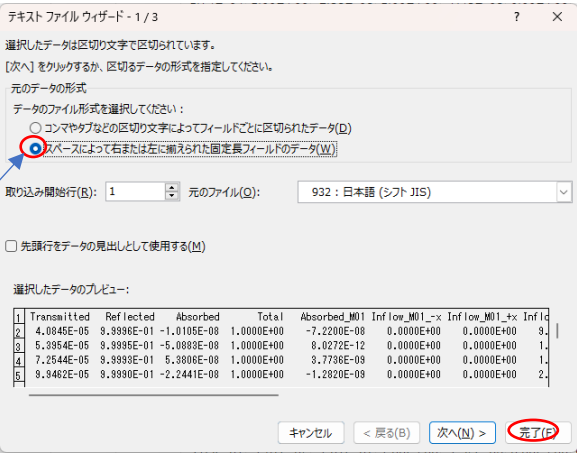 テキスト ファイル ウィザード - 1 / 3
? ×
選択したデータは区切り文字で区切られています。
[次へ] をクリックするか、区切るデータの形式を指定してください。
元のデータの形式
データのファイル形式を選択してください：
コンマやタブなどの区切り文字によってフィールドごとに区切られたデータ(D)
スペースによって右または左に揃えられた固定長フィールドのデータ(W)
取り込み開始行(R): 1 元のファイル(O): 932 : 日本語 (シフト JIS)
先頭行をデータの見出しとして使用する(M)
選択したデータのプレビュー：
1 Transmitted Reflected Absorbed Total Absorbed_M01 Inflow_M01_-x Inflow_M01_+x Inflo
2 4.0845E-05 9.9996E-01 -1.0105E-08 1.0000E+00 -7.2200E-08 0.0000E+00 0.0000E+00 9.
3 5.3954E-05 9.9995E-01 -5.0883E-08 1.0000E+00 8.0272E-12 0.0000E+00 0.0000E+00 1.
4 7.2544E-05 9.9993E-01 5.3806E-08 1.0000E+00 3.7736E-09 0.0000E+00 0.0000E+00 1.
5 9.9462E-05 9.9990E-01 -2.2441E-08 1.0000E+00 -1.2820E-09 0.0000E+00 0.0000E+00 2.
キャンセル < 戻る(B) 次へ(N) > 完了(F)